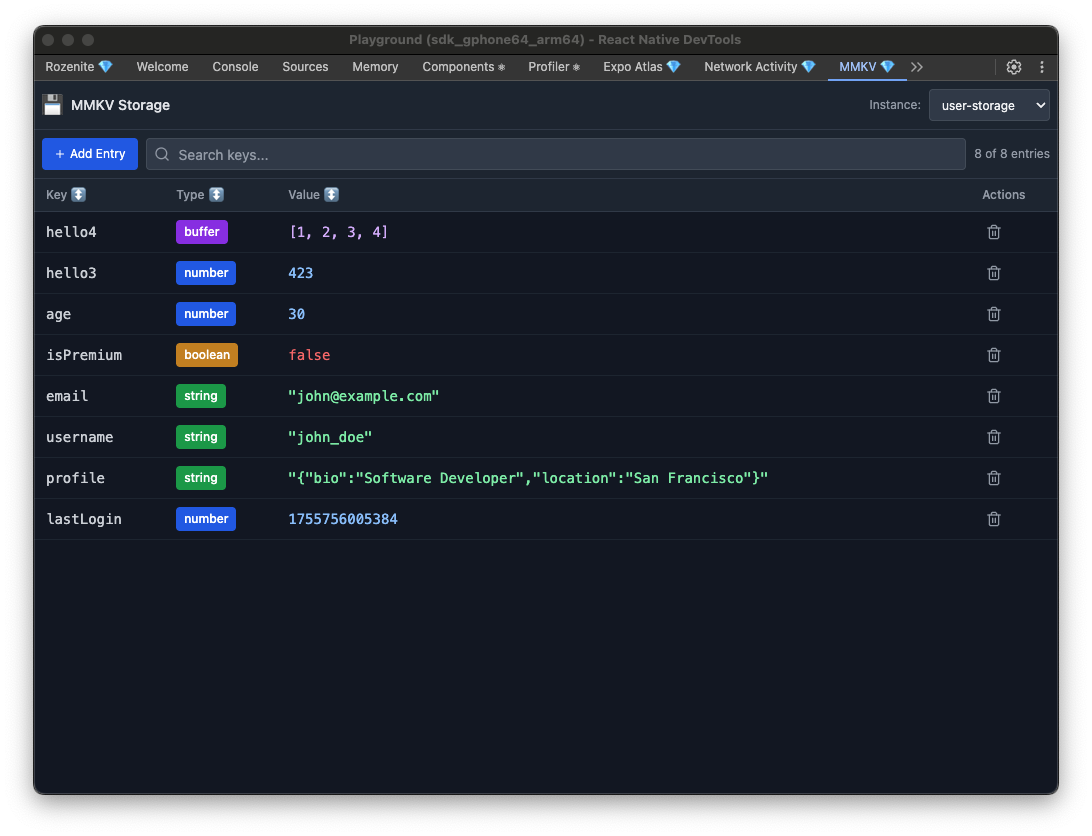 Playground (sdk_gphone64_arm64) - React Native DevTools
Rozenite 💎 Welcome Console Sources Memory Components ⚛ Profiler ⚛ Expo Atlas 💎 Network Activity 💎 MMKV 💎
💾 MMKV Storage Instance: user-storage
+ Add Entry Search keys... 8 of 8 entries
Key ↕️ Type ↕️ Value ↕️ Actions
hello4 buffer [1, 2, 3, 4]
hello3 number 423
age number 30
isPremium boolean false
email string "john@example.com"
username string "john_doe"
profile string "{"bio":"Software Developer","location":"San Francisco"}"
lastLogin number 1755756005384